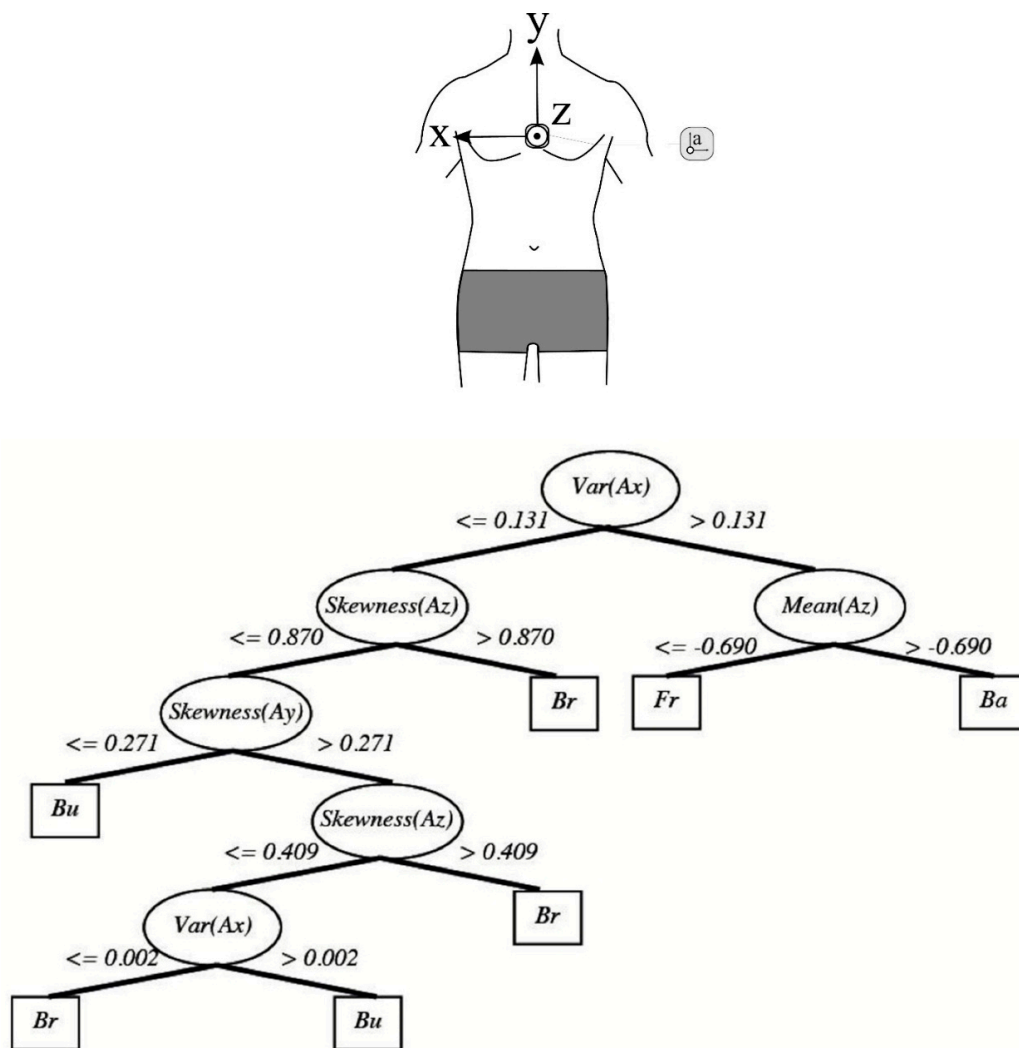 y
z
x
a
Var(Ax)
<= 0.131 > 0.131
Skewness(Az) Mean(Az)
<= 0.870 > 0.870 <= -0.690 > -0.690
Skewness(Ay) Br Fr Ba
<= 0.271 > 0.271
Bu Skewness(Az)
<= 0.409 > 0.409
Var(Ax) Br
<= 0.002 > 0.002
Br Bu